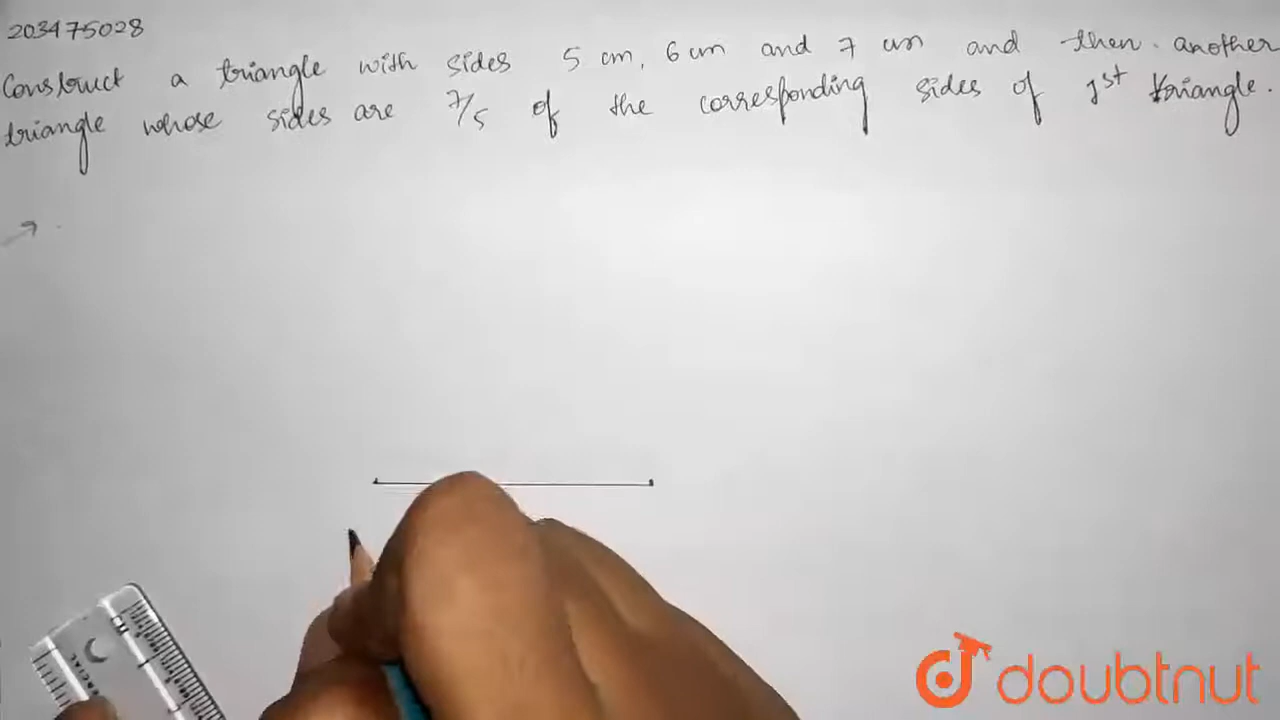 203475028
Construct a triangle with sides 5 cm, 6 cm and 7 cm and then another
triangle whose sides are 7/5 of the corresponding sides of 1st triangle.
doubtnut